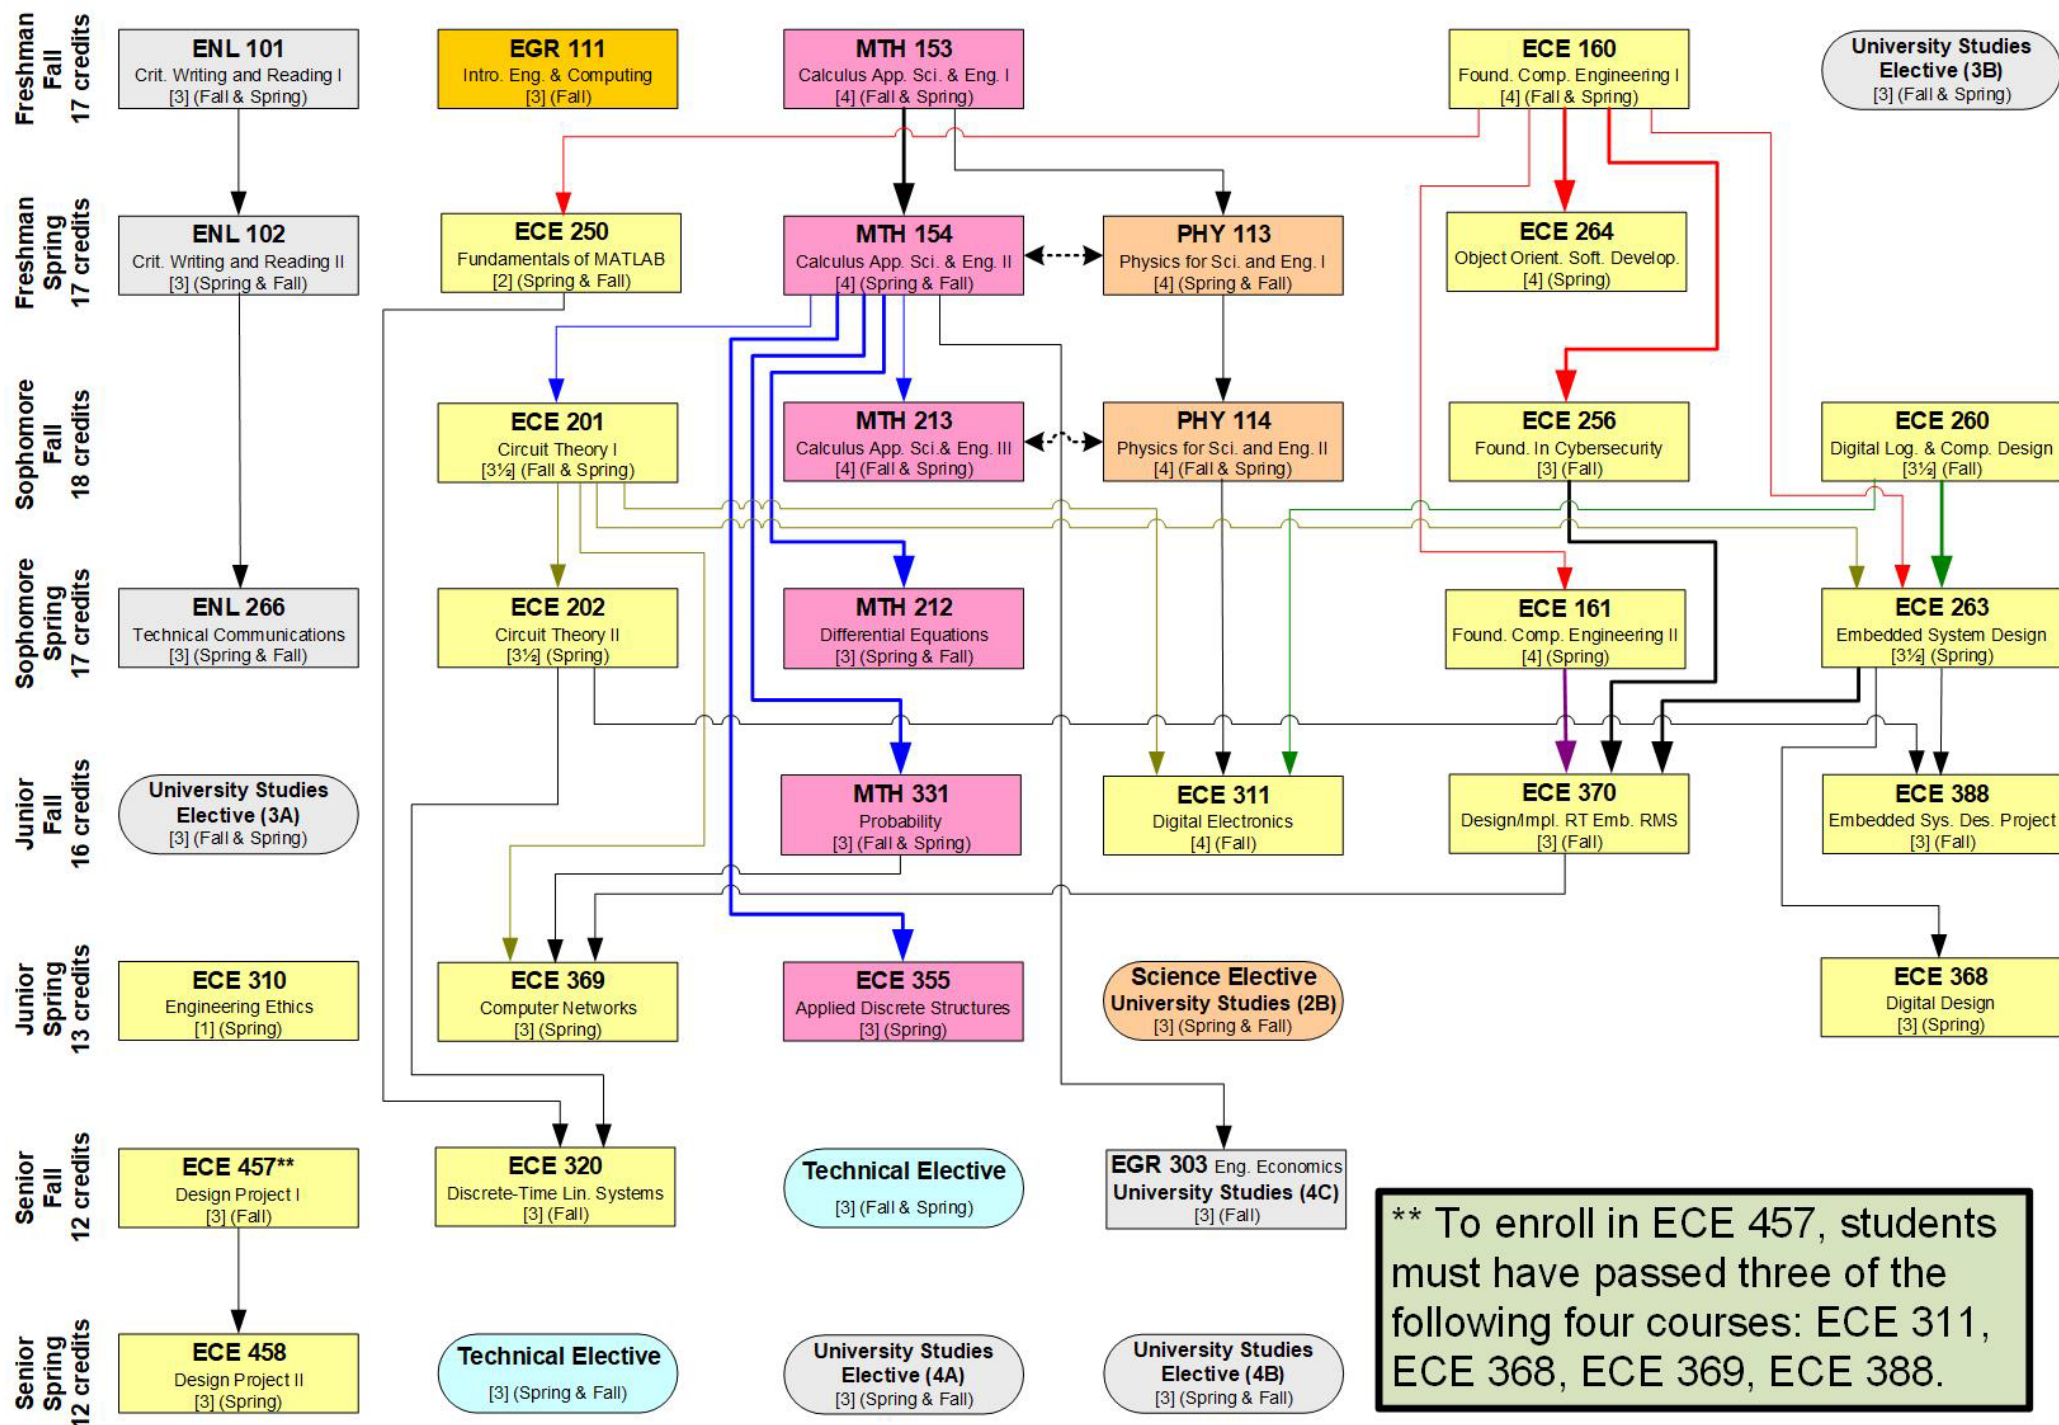 Freshman
Fall
17 credits
ENL 101
Crit. Writing and Reading I
[3] (Fall & Spring)
EGR 111
Intro. Eng. & Computing
[3] (Fall)
MTH 153
Calculus App. Sci. & Eng. I
[4] (Fall & Spring)
ECE 160
Found. Comp. Engineering I
[4] (Fall & Spring)
University Studies
Elective (3B)
[3] (Fall & Spring)
Freshman
Spring
17 credits
ENL 102
Crit. Writing and Reading II
[3] (Spring & Fall)
ECE 250
Fundamentals of MATLAB
[2] (Spring & Fall)
MTH 154
Calculus App. Sci. & Eng. II
[4] (Spring & Fall)
PHY 113
Physics for Sci. and Eng. I
[4] (Spring & Fall)
ECE 264
Object Orient. Soft. Develop.
[4] (Spring)
Sophomore
Fall
18 credits
ECE 201
Circuit Theory I
[3½] (Fall & Spring)
MTH 213
Calculus App. Sci.& Eng. III
[4] (Fall & Spring)
PHY 114
Physics for Sci. and Eng. II
[4] (Fall & Spring)
ECE 256
Found. In Cybersecurity
[3] (Fall)
ECE 260
Digital Log. & Comp. Design
[3½] (Fall)
Sophomore
Spring
17 credits
ENL 266
Technical Communications
[3] (Spring & Fall)
ECE 202
Circuit Theory II
[3½] (Spring)
MTH 212
Differential Equations
[3] (Spring & Fall)
ECE 161
Found. Comp. Engineering II
[4] (Spring)
ECE 263
Embedded System Design
[3½] (Spring)
Junior
Fall
16 credits
University Studies
Elective (3A)
[3] (Fall & Spring)
MTH 331
Probability
[3] (Fall & Spring)
ECE 311
Digital Electronics
[4] (Fall)
ECE 370
Design/Impl. RT Emb. RMS
[3] (Fall)
ECE 388
Embedded Sys. Des. Project
[3] (Fall)
Junior
Spring
13 credits
ECE 310
Engineering Ethics
[1] (Spring)
ECE 369
Computer Networks
[3] (Spring)
ECE 355
Applied Discrete Structures
[3] (Spring)
Science Elective
University Studies (2B)
[3] (Spring & Fall)
ECE 368
Digital Design
[3] (Spring)
Senior
Fall
12 credits
ECE 457**
Design Project I
[3] (Fall)
ECE 320
Discrete-Time Lin. Systems
[3] (Fall)
Technical Elective
[3] (Fall & Spring)
EGR 303 Eng. Economics
University Studies (4C)
[3] (Fall)
Senior
Spring
12 credits
ECE 458
Design Project II
[3] (Spring)
Technical Elective
[3] (Spring & Fall)
University Studies
Elective (4A)
[3] (Spring & Fall)
University Studies
Elective (4B)
[3] (Spring & Fall)
** To enroll in ECE 457, students
must have passed three of the
following four courses: ECE 311,
ECE 368, ECE 369, ECE 388.